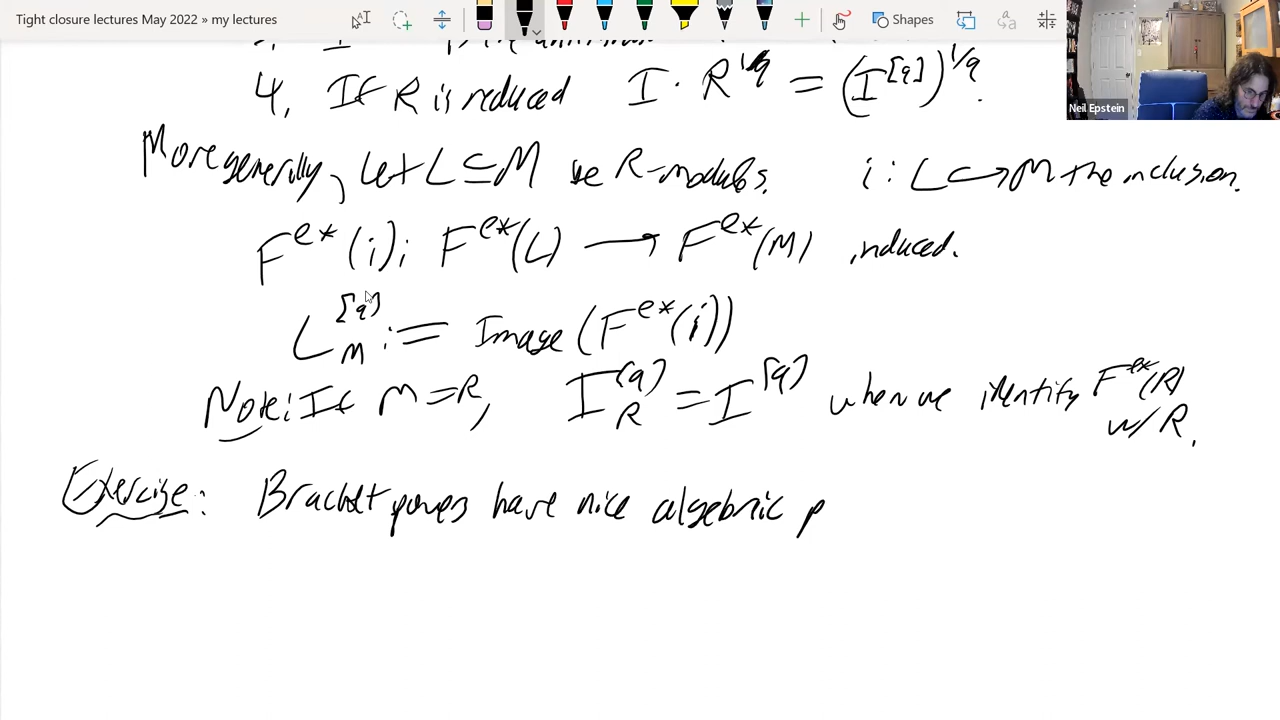 Tight closure lectures May 2022 » my lectures
Shapes
Neil Epstein
4. If R is reduced I · R^{1/q} = (I^{[q]})^{1/q}.
More generally, let L ⊆ M be R-modules. i : L ↪ M the inclusion.
F^{e*}(i): F^{e*}(L) → F^{e*}(M) induced.
L_M^{[q]} := Image (F^{e*}(i))
Note: If M = R, I_R^{[q]} = I^{[q]} when we identify F^{e*}(R)
w/ R.
Exercise: Bracket powers have nice algebraic p